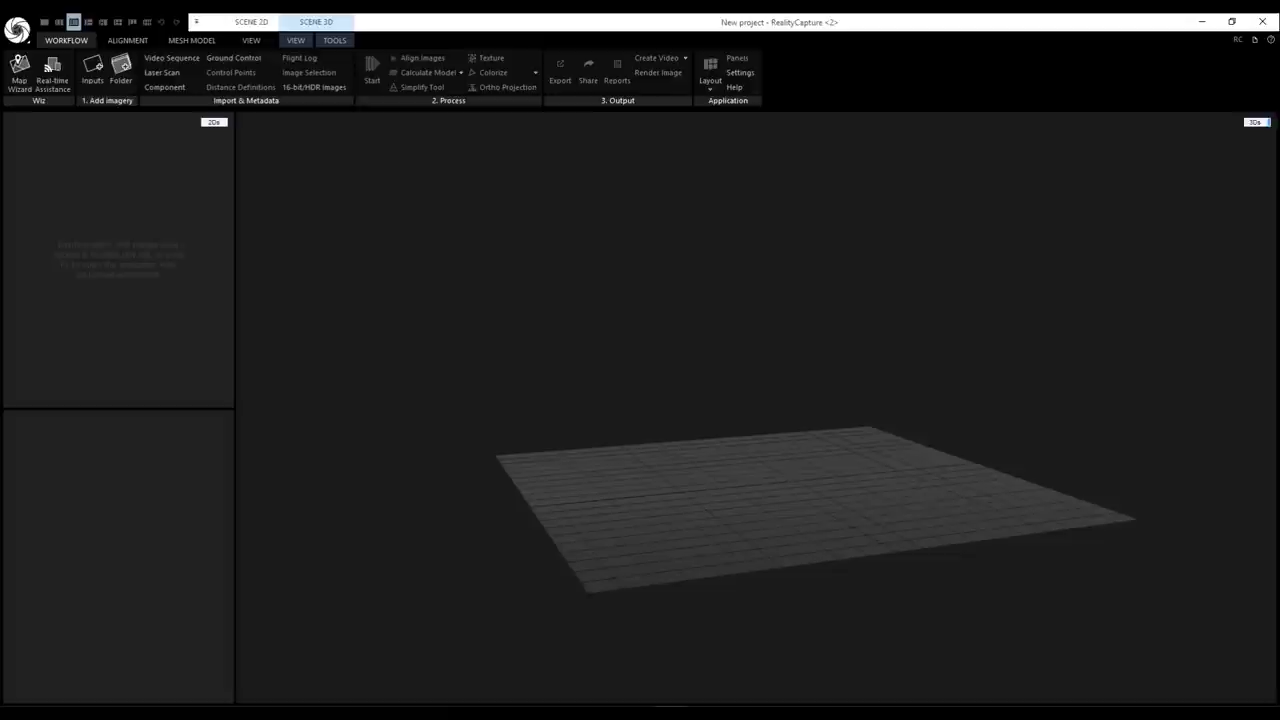 New project - RealityCapture <2>
SCENE 2D
SCENE 3D
WORKFLOW
ALIGNMENT
MESH MODEL
VIEW
VIEW
TOOLS
RC
Map Wizard
Real-time Assistance
Wiz
Inputs
Folder
1. Add imagery
Video Sequence
Laser Scan
Component
Ground Control
Control Points
Distance Definitions
Flight Log
Image Selection
16-bit/HDR Images
Import & Metadata
Start
Align Images
Calculate Model
Simplify Tool
Texture
Colorize
Ortho Projection
2. Process
Export
Share
Reports
Create Video
Render Image
3. Output
Layout
Panels
Settings
Help
Application
2Ds
3Ds